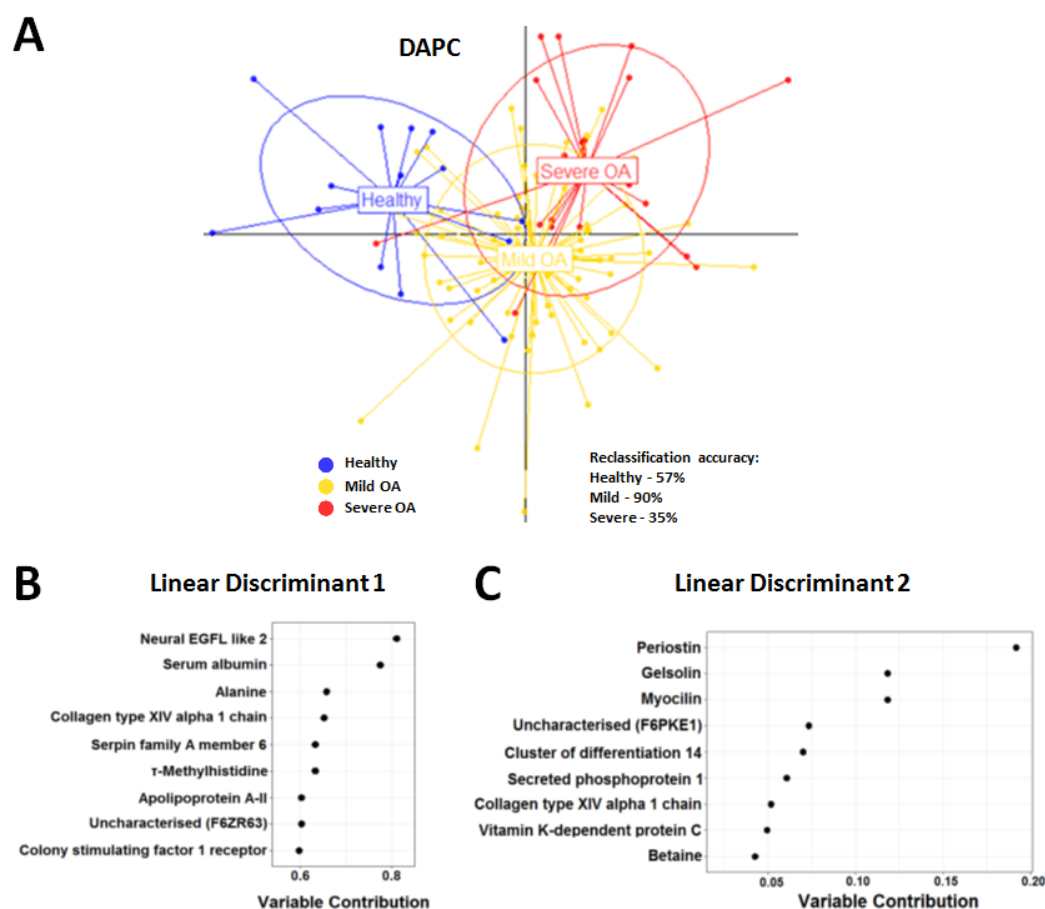 A
DAPC
Severe OA
Healthy
Mild OA
Healthy
Mild OA
Severe OA
Reclassification accuracy:
Healthy - 57%
Mild - 90%
Severe - 35%
B
Linear Discriminant 1
Neural EGFL like 2
Serum albumin
Alanine
Collagen type XIV alpha 1 chain
Serpin family A member 6
τ-Methylhistidine
Apolipoprotein A-II
Uncharacterised (F6ZR63)
Colony stimulating factor 1 receptor
0.6 0.8
Variable Contribution
C
Linear Discriminant 2
Periostin
Gelsolin
Myocilin
Uncharacterised (F6PKE1)
Cluster of differentiation 14
Secreted phosphoprotein 1
Collagen type XIV alpha 1 chain
Vitamin K-dependent protein C
Betaine
0.05 0.10 0.15 0.20
Variable Contribution